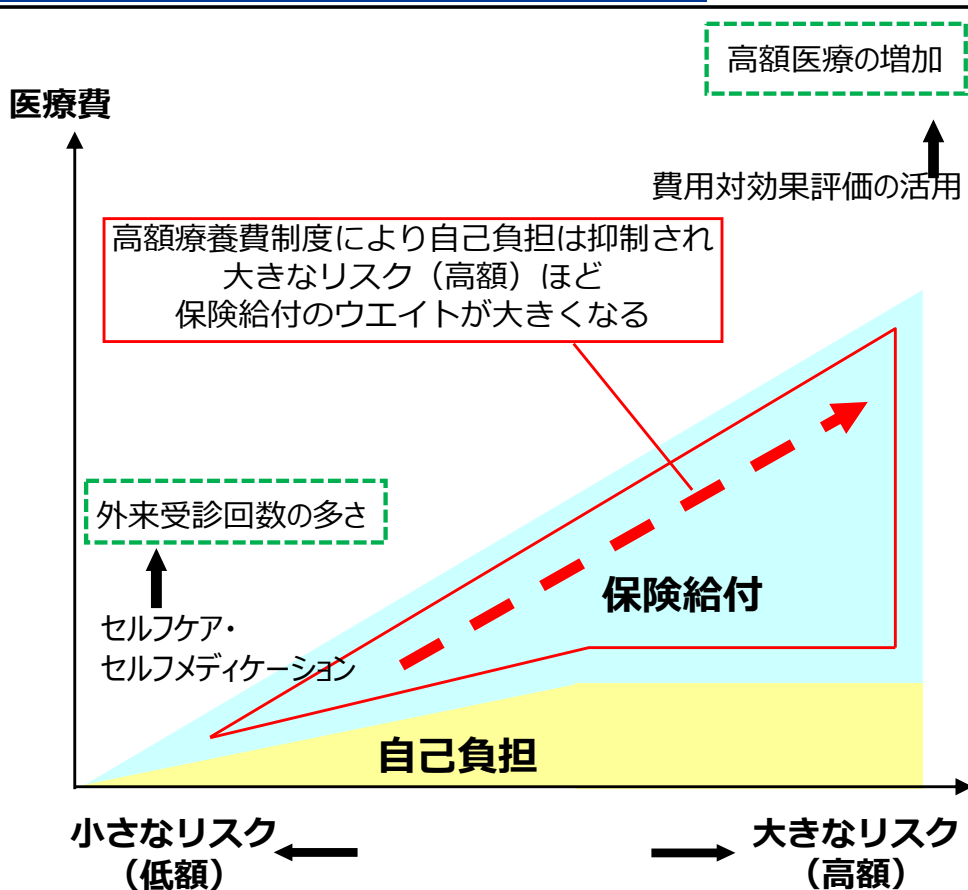 高額医療の増加
医療費
費用対効果評価の活用
高額療養費制度により自己負担は抑制され
大きなリスク（高額）ほど
保険給付のウエイトが大きくなる
外来受診回数の多さ
セルフケア・
セルフメディケーション
保険給付
自己負担
小さなリスク
（低額）
大きなリスク
（高額）